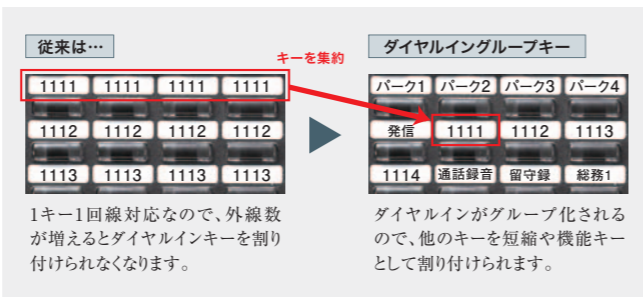 従来は…
キーを集約
ダイヤルイングループキー
1111 1111 1111 1111
1112 1112 1112 1112
1113 1113 1113 1113
パーク1 パーク2 パーク3 パーク4
発信 1111 1112 1113
1114 通話録音 留守録 総務1
1キー1回線対応なので、外線数
が増えるとダイヤルインキーを割り
付けられなくなります。
ダイヤルインがグループ化される
ので、他のキーを短縮や機能キー
として割り付けられます。